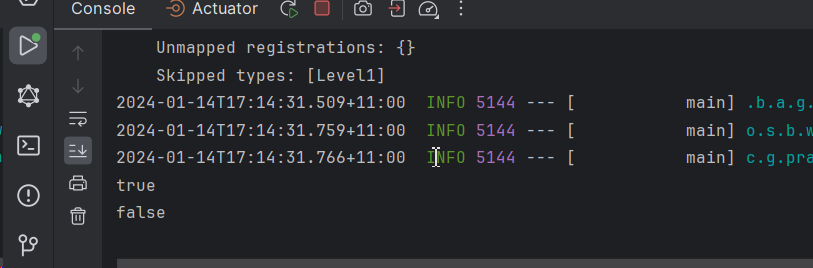 Console Actuator
Unmapped registrations: {}
Skipped types: [Level1]
2024-01-14T17:14:31.509+11:00 INFO 5144 --- [ main] .b.a.g.
2024-01-14T17:14:31.759+11:00 INFO 5144 --- [ main] o.s.b.w
2024-01-14T17:14:31.766+11:00 INFO 5144 --- [ main] c.g.pra
true
false